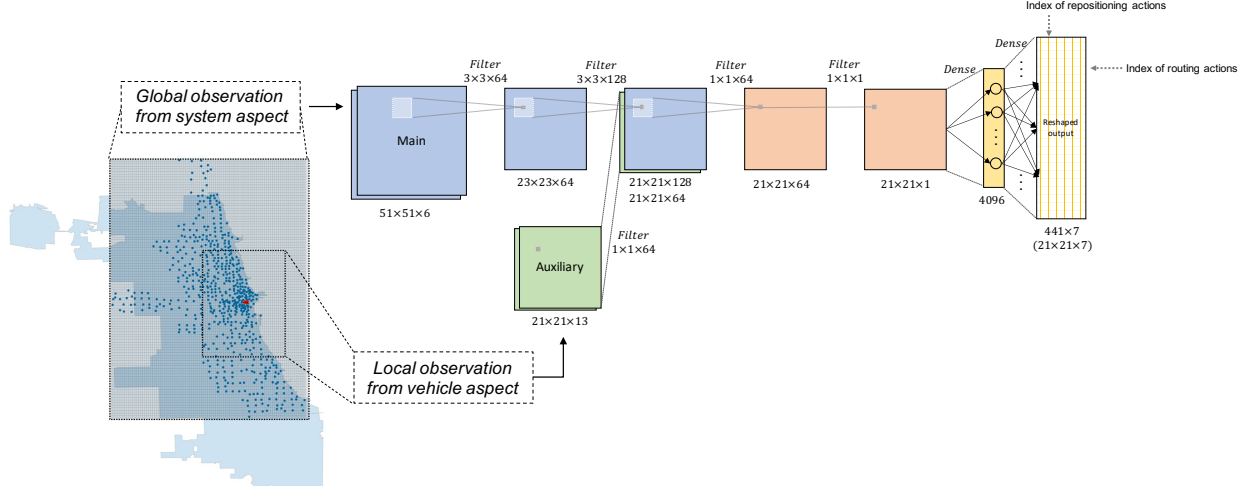 Index of repositioning actions
Index of routing actions
Global observation
from system aspect
Main
51×51×6
Filter
3×3×64
23×23×64
Filter
3×3×128
21×21×128
21×21×64
Filter
1×1×64
21×21×64
Filter
1×1×1
21×21×1
Dense
4096
Dense
Reshaped
output
441×7
(21×21×7)
Filter
1×1×64
Auxiliary
21×21×13
Local observation
from vehicle aspect